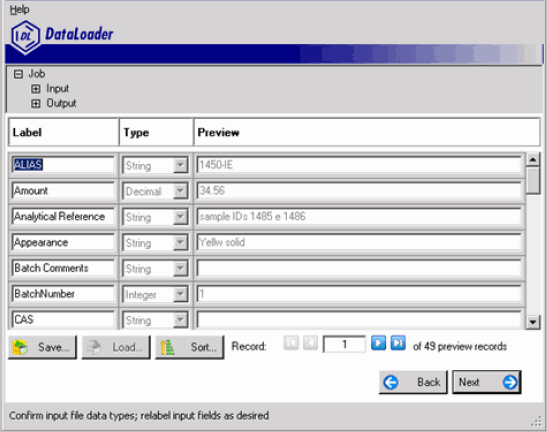 Help
IDL DataLoader
Job
Input
Output
Label Type Preview
ALIAS String 1450-IE
Amount Decimal 34.56
Analytical Reference String sample IDs 1485 e 1486
Appearance String Yellw solid
Batch Comments String
BatchNumber Integer 1
CAS String
Save... Load... Sort... Record: 1 of 49 preview records
Back Next
Confirm input file data types; relabel input fields as desired